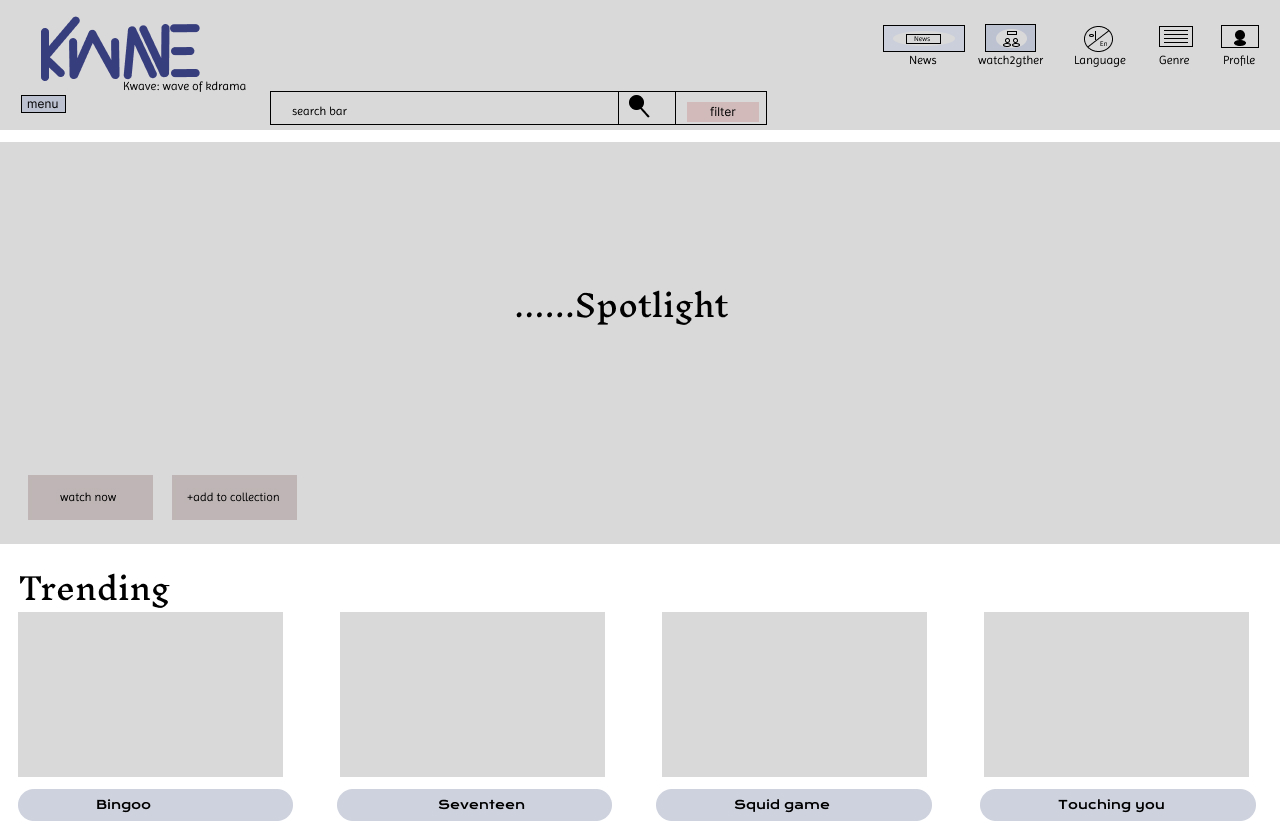 KWAVE
Kwave: wave of kdrama
menu
search bar
filter
News
News
watch2gther
En
Language
Genre
Profile
......Spotlight
watch now
+add to collection
Trending
Bingoo
Seventeen
Squid game
Touching you